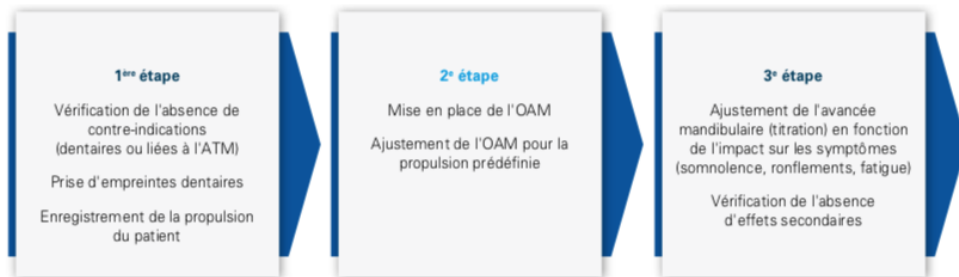 1ère étape
Vérification de l'absence de
contre-indications
(dentaires ou liées à l'ATM)
Prise d'empreintes dentaires
Enregistrement de la propulsion
du patient
2e étape
Mise en place de l'OAM
Ajustement de l'OAM pour la
propulsion prédéfinie
3e étape
Ajustement de l'avancée
mandibulaire (titration) en fonction
de l'impact sur les symptômes
(somnolence, ronflements, fatigue)
Vérification de l'absence
d'effets secondaires